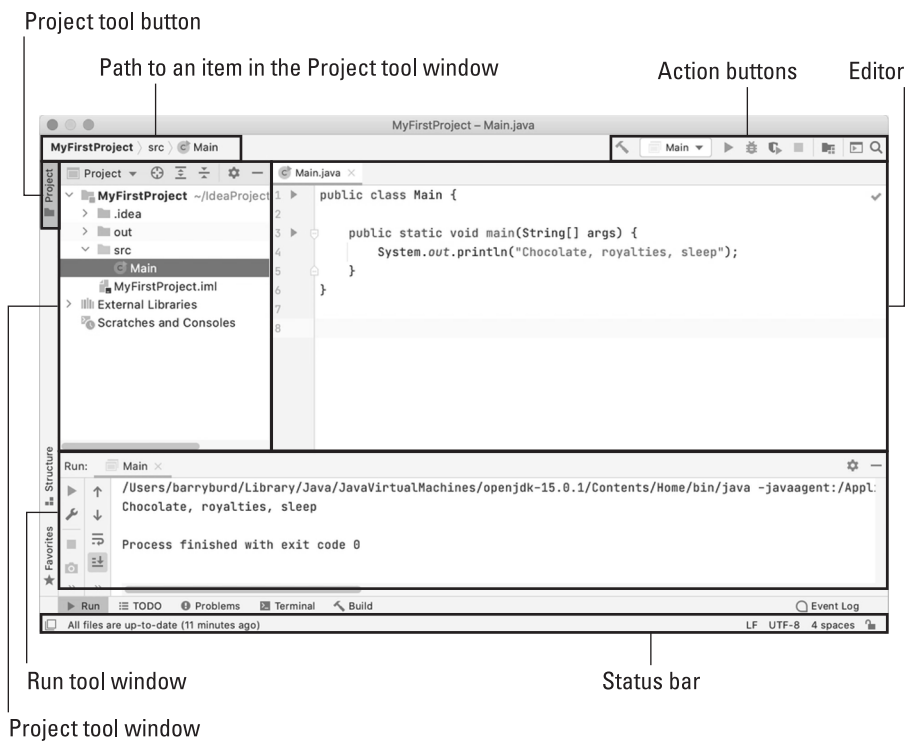 Project tool button
Path to an item in the Project tool window
Action buttons
Editor
MyFirstProject – Main.java
MyFirstProject 〉 src 〉 Main
Main
Project
Project
Main.java
MyFirstProject ~/IdeaProject
.idea
out
src
Main
MyFirstProject.iml
External Libraries
Scratches and Consoles
1 public class Main {
2
3 public static void main(String[] args) {
4 System.out.println("Chocolate, royalties, sleep");
5 }
6 }
7
8
Structure
Favorites
Run: Main
/Users/barryburd/Library/Java/JavaVirtualMachines/openjdk-15.0.1/Contents/Home/bin/java -javaagent:/Appl
Chocolate, royalties, sleep
Process finished with exit code 0
Run TODO Problems Terminal Build Event Log
All files are up-to-date (11 minutes ago) LF UTF-8 4 spaces
Run tool window
Status bar
Project tool window